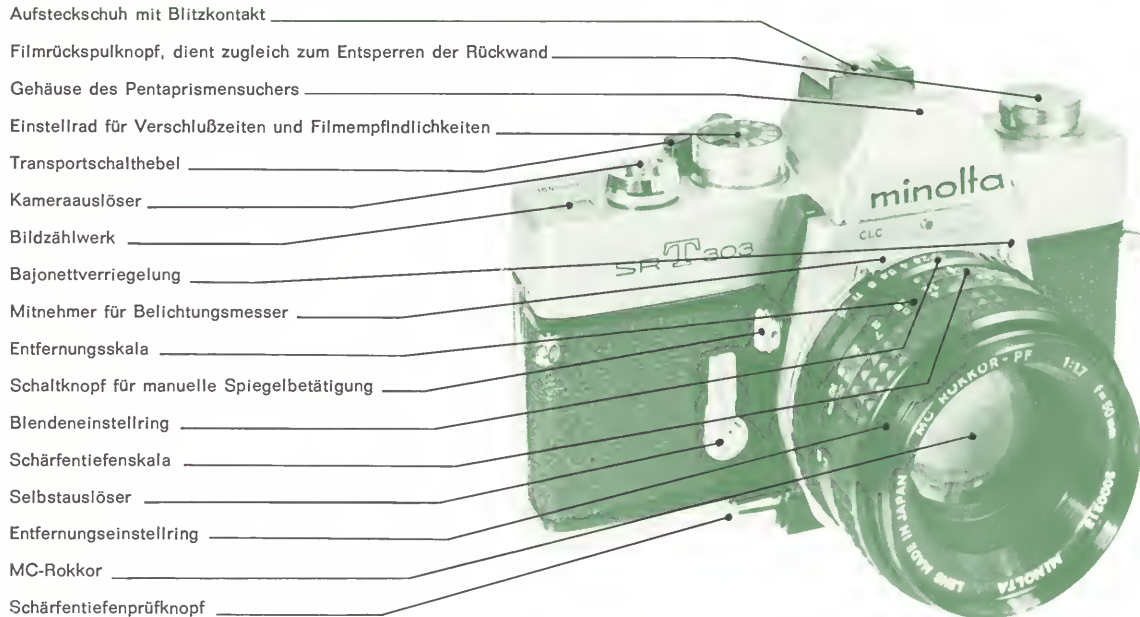 Aufsteckschuh mit Blitzkontakt
Filmrückspulknopf, dient zugleich zum Entsperren der Rückwand
Gehäuse des Pentaprismensuchers
Einstellrad für Verschlußzeiten und Filmempfindlichkeiten
Transportschalthebel
Kameraauslöser
Bildzählwerk
Bajonettverriegelung
Mitnehmer für Belichtungsmesser
Entfernungsskala
Schaltknopf für manuelle Spiegelbetätigung
Blendeneinstellring
Schärfentiefenskala
Selbstauslöser
Entfernungseinstellring
MC-Rokkor
Schärfentiefenprüfknopf
minolta
CLC
SRT303
MC ROKKOR-PF 1:1.7 f=50mm
LENS MADE IN JAPAN
MINOLTA